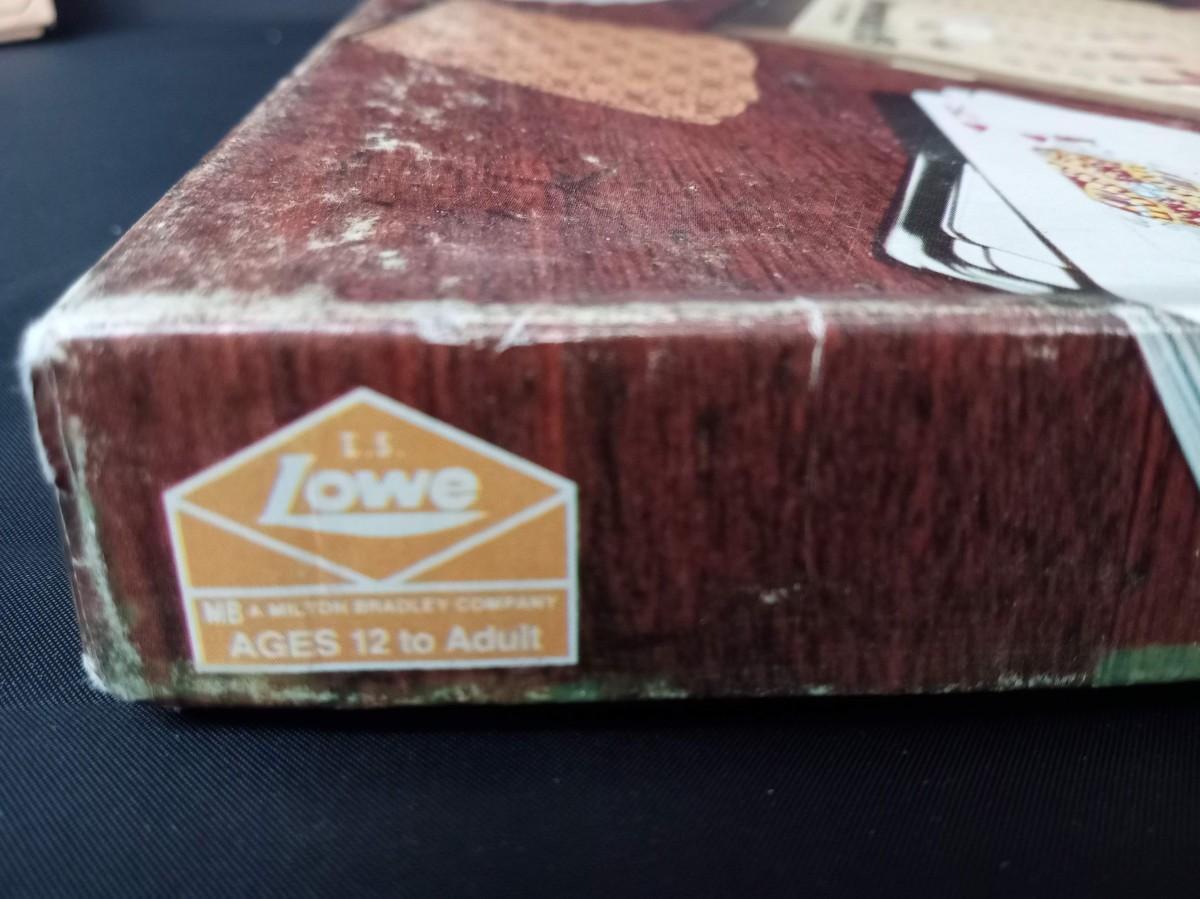 E.S.
Lowe
MB A MILTON BRADLEY COMPANY
AGES 12 to Adult